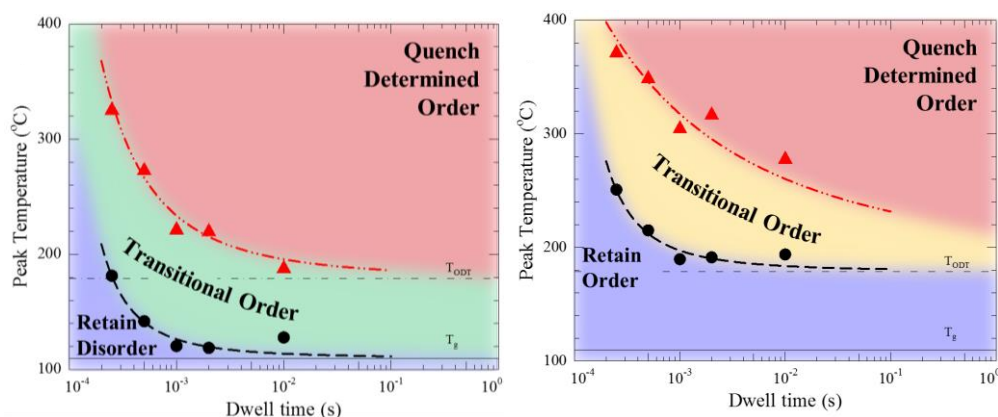 400
300
200
100
Peak Temperature (°C)
Quench
Determined
Order
Transitional Order
Retain
Disorder
T_ODT
T_g
10^-4
10^-3
10^-2
10^-1
10^0
Dwell time (s)
400
300
200
100
Peak Temperature (°C)
Quench
Determined
Order
Transitional Order
Retain
Order
T_ODT
T_g
10^-4
10^-3
10^-2
10^-1
10^0
Dwell time (s)